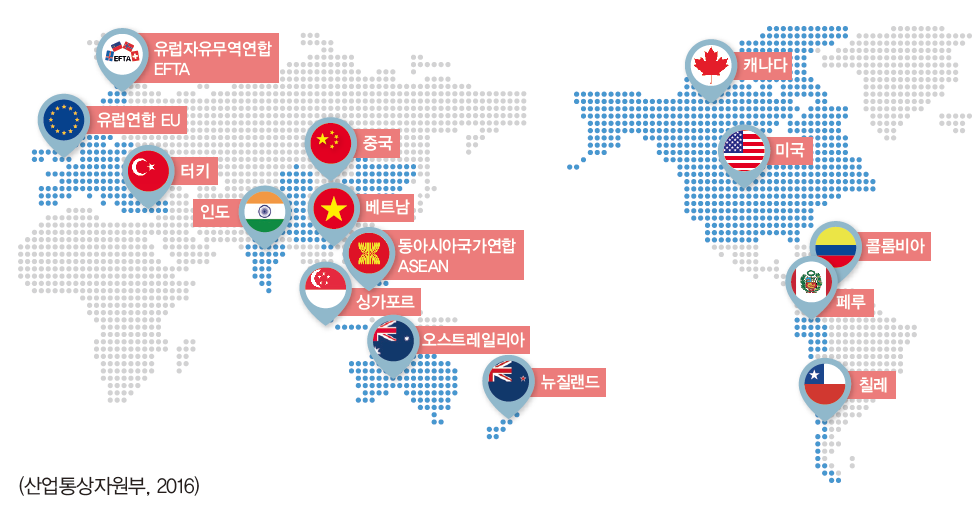 유럽자유무역연합
EFTA
EFTA
캐나다
유럽연합 EU
중국
미국
터키
베트남
인도
동아시아국가연합
ASEAN
콜롬비아
싱가포르
페루
오스트레일리아
뉴질랜드
칠레
(산업통상자원부, 2016)